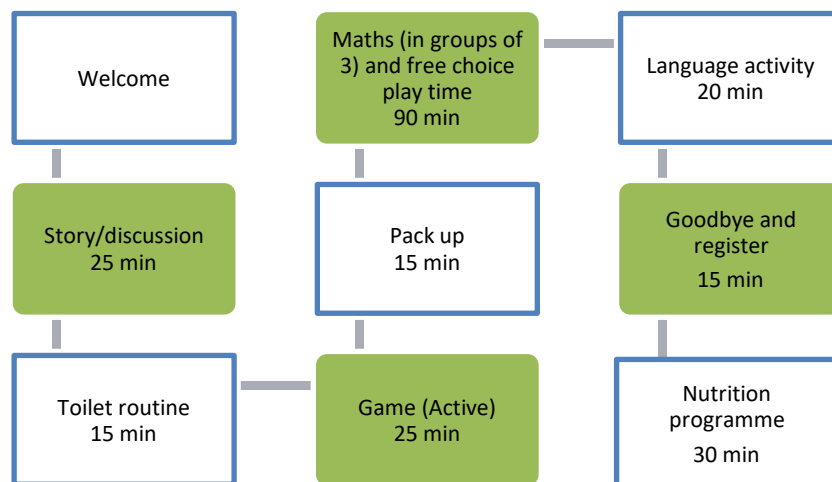 Welcome
Story/discussion
25 min
Toilet routine
15 min
Game (Active)
25 min
Pack up
15 min
Maths (in groups of
3) and free choice
play time
90 min
Language activity
20 min
Goodbye and
register
15 min
Nutrition
programme
30 min